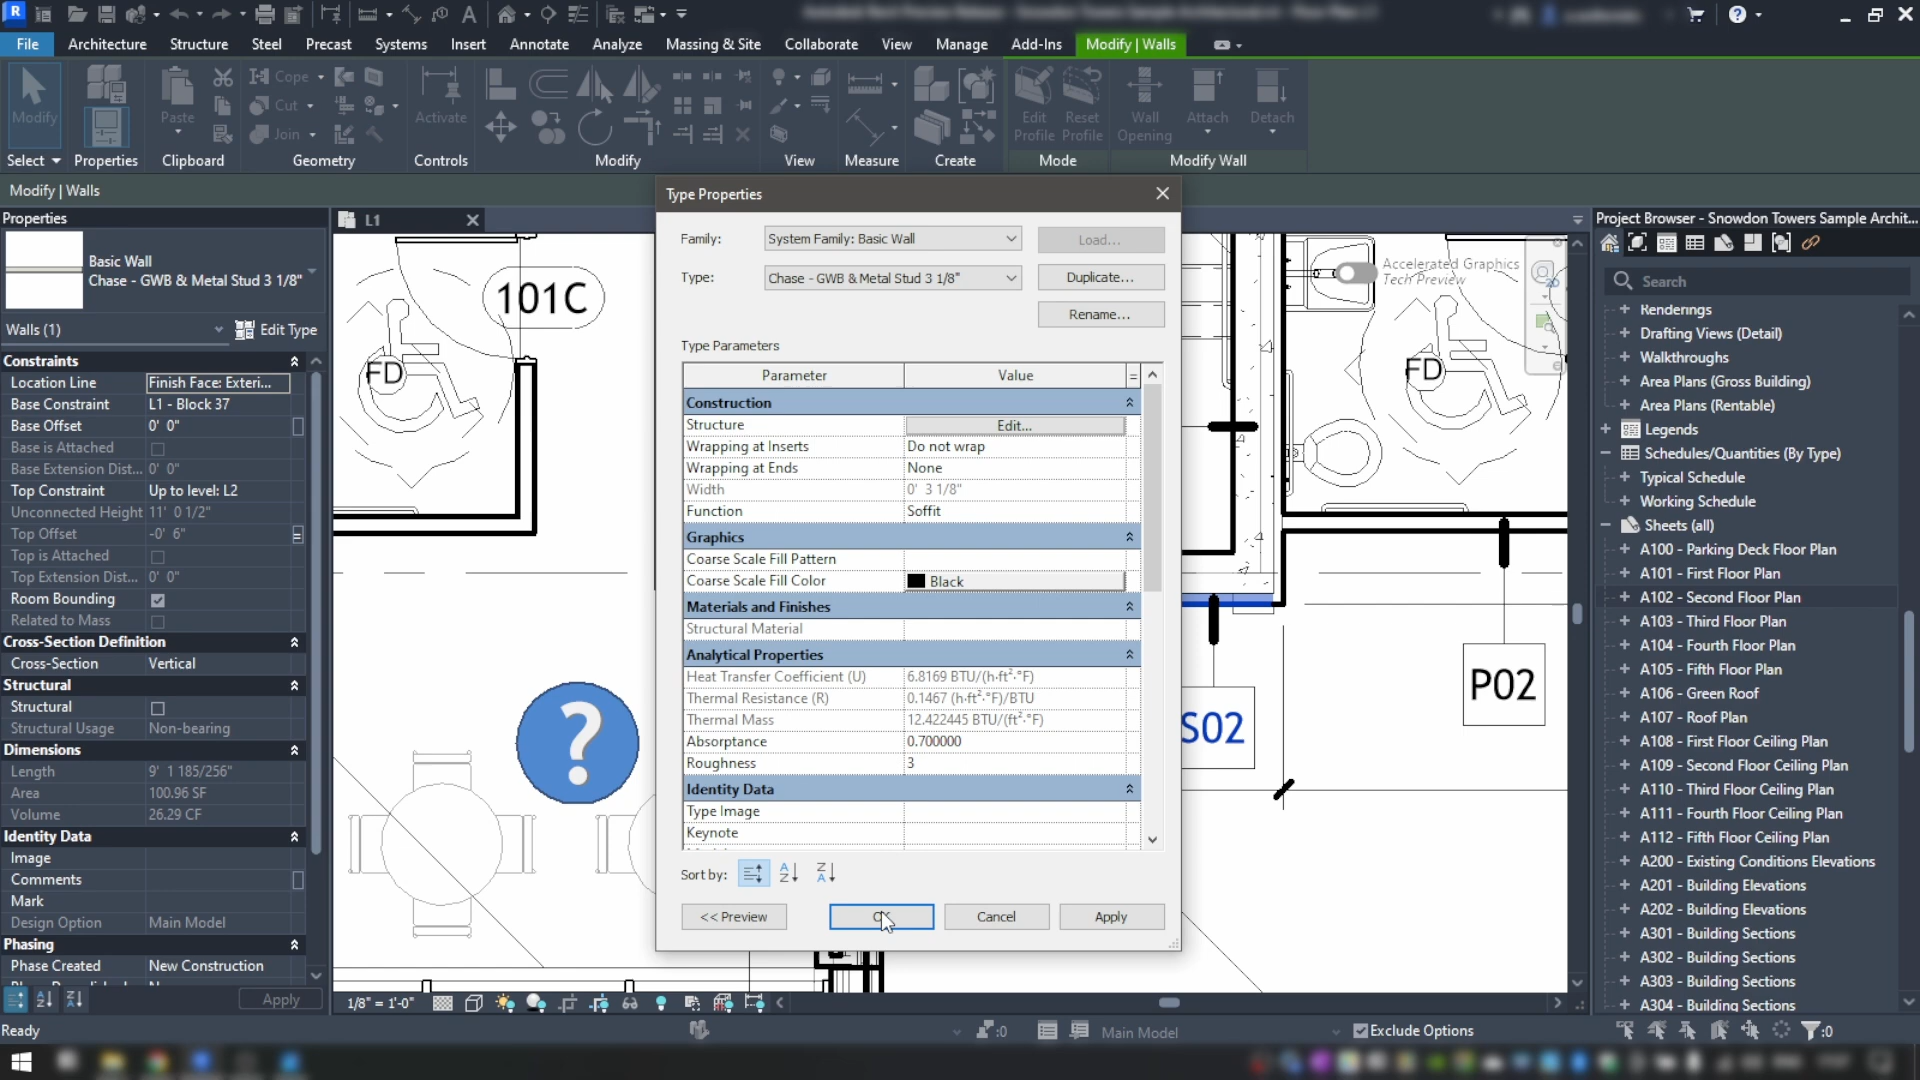 File Architecture Structure Steel Precast Systems Insert Annotate Analyze Massing & Site Collaborate View Manage Add-Ins Modify | Walls
Modify
Cope
Cut
Join
Paste
Activate
Edit Profile
Reset Profile
Wall Opening
Attach
Detach
Select Properties Clipboard Geometry Controls Modify View Measure Create Mode Modify Wall
Modify | Walls
Properties
Basic Wall
Chase - GWB & Metal Stud 3 1/8"
Walls (1) Edit Type
Constraints
Location Line Finish Face: Exteri...
Base Constraint L1 - Block 37
Base Offset 0' 0"
Base is Attached
Base Extension Dist... 0' 0"
Top Constraint Up to level: L2
Unconnected Height 11' 0 1/2"
Top Offset -0' 6"
Top is Attached
Top Extension Dist... 0' 0"
Room Bounding
Related to Mass
Cross-Section Definition
Cross-Section Vertical
Structural
Structural
Structural Usage Non-bearing
Dimensions
Length 9' 1 185/256"
Area 100.96 SF
Volume 26.29 CF
Identity Data
Image
Comments
Mark
Design Option Main Model
Phasing
Phase Created New Construction
Apply
L1
101C
FD
?
Type Properties
Family: System Family: Basic Wall Load...
Type: Chase - GWB & Metal Stud 3 1/8" Duplicate...
Rename...
Type Parameters
Parameter Value =
Construction
Structure Edit...
Wrapping at Inserts Do not wrap
Wrapping at Ends None
Width 0' 3 1/8"
Function Soffit
Graphics
Coarse Scale Fill Pattern
Coarse Scale Fill Color Black
Materials and Finishes
Structural Material
Analytical Properties
Heat Transfer Coefficient (U) 6.8169 BTU/(h·ft²·°F)
Thermal Resistance (R) 0.1467 (h·ft²·°F)/BTU
Thermal Mass 12.422445 BTU/(ft²·°F)
Absorptance 0.700000
Roughness 3
Identity Data
Type Image
Keynote
Sort by:
<< Preview Cancel Apply
Accelerated Graphics
Tech Preview
FD
S02
P02
Project Browser - Snowdon Towers Sample Archit...
Search
Renderings
Drafting Views (Detail)
Walkthroughs
Area Plans (Gross Building)
Area Plans (Rentable)
Legends
Schedules/Quantities (By Type)
Typical Schedule
Working Schedule
Sheets (all)
A100 - Parking Deck Floor Plan
A101 - First Floor Plan
A102 - Second Floor Plan
A103 - Third Floor Plan
A104 - Fourth Floor Plan
A105 - Fifth Floor Plan
A106 - Green Roof
A107 - Roof Plan
A108 - First Floor Ceiling Plan
A109 - Second Floor Ceiling Plan
A110 - Third Floor Ceiling Plan
A111 - Fourth Floor Ceiling Plan
A112 - Fifth Floor Ceiling Plan
A200 - Existing Conditions Elevations
A201 - Building Elevations
A202 - Building Elevations
A301 - Building Sections
A302 - Building Sections
A303 - Building Sections
A304 - Building Sections
1/8" = 1'-0"
Ready :0 Main Model Exclude Options :0